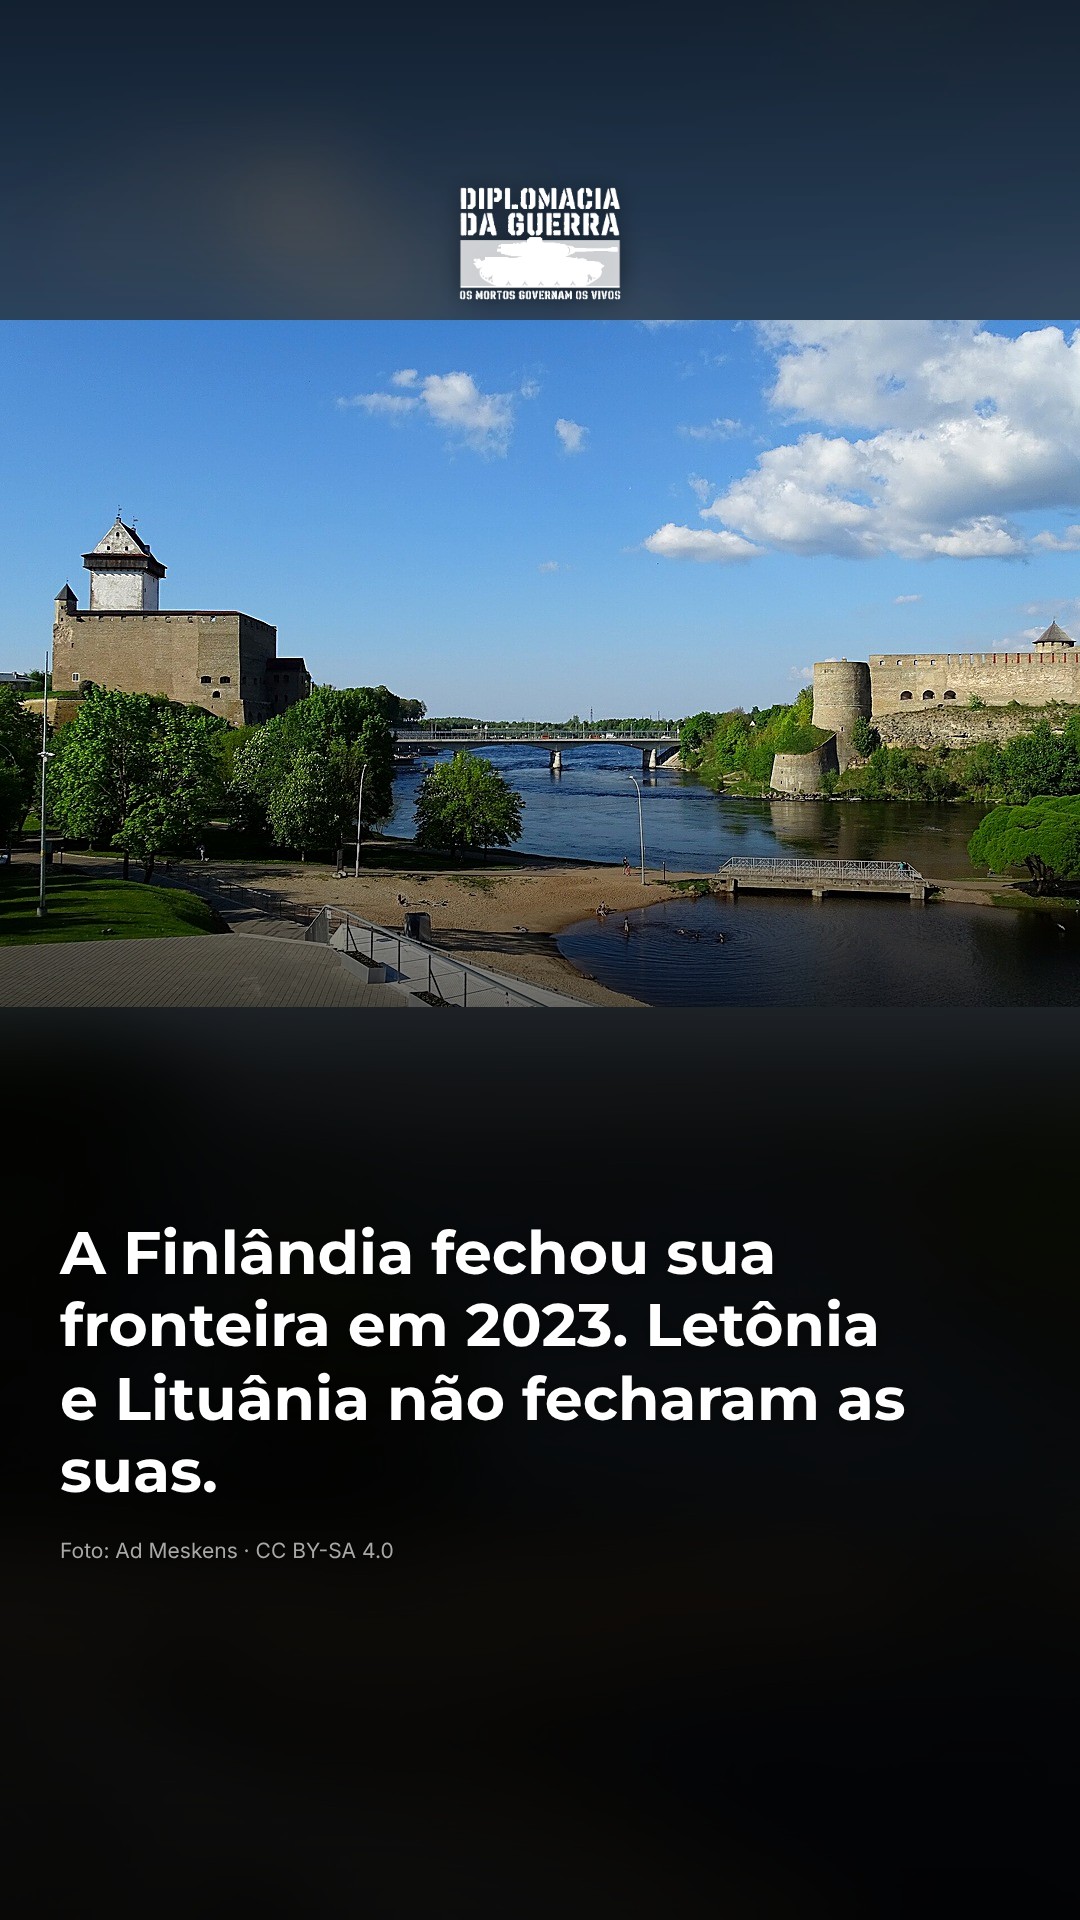 DIPLOMACIA
DA GUERRA
OS MORTOS GOVERNAM OS VIVOS
A Finlândia fechou sua
fronteira em 2023. Letônia
e Lituânia não fecharam as
suas.
Foto: Ad Meskens · CC BY-SA 4.0